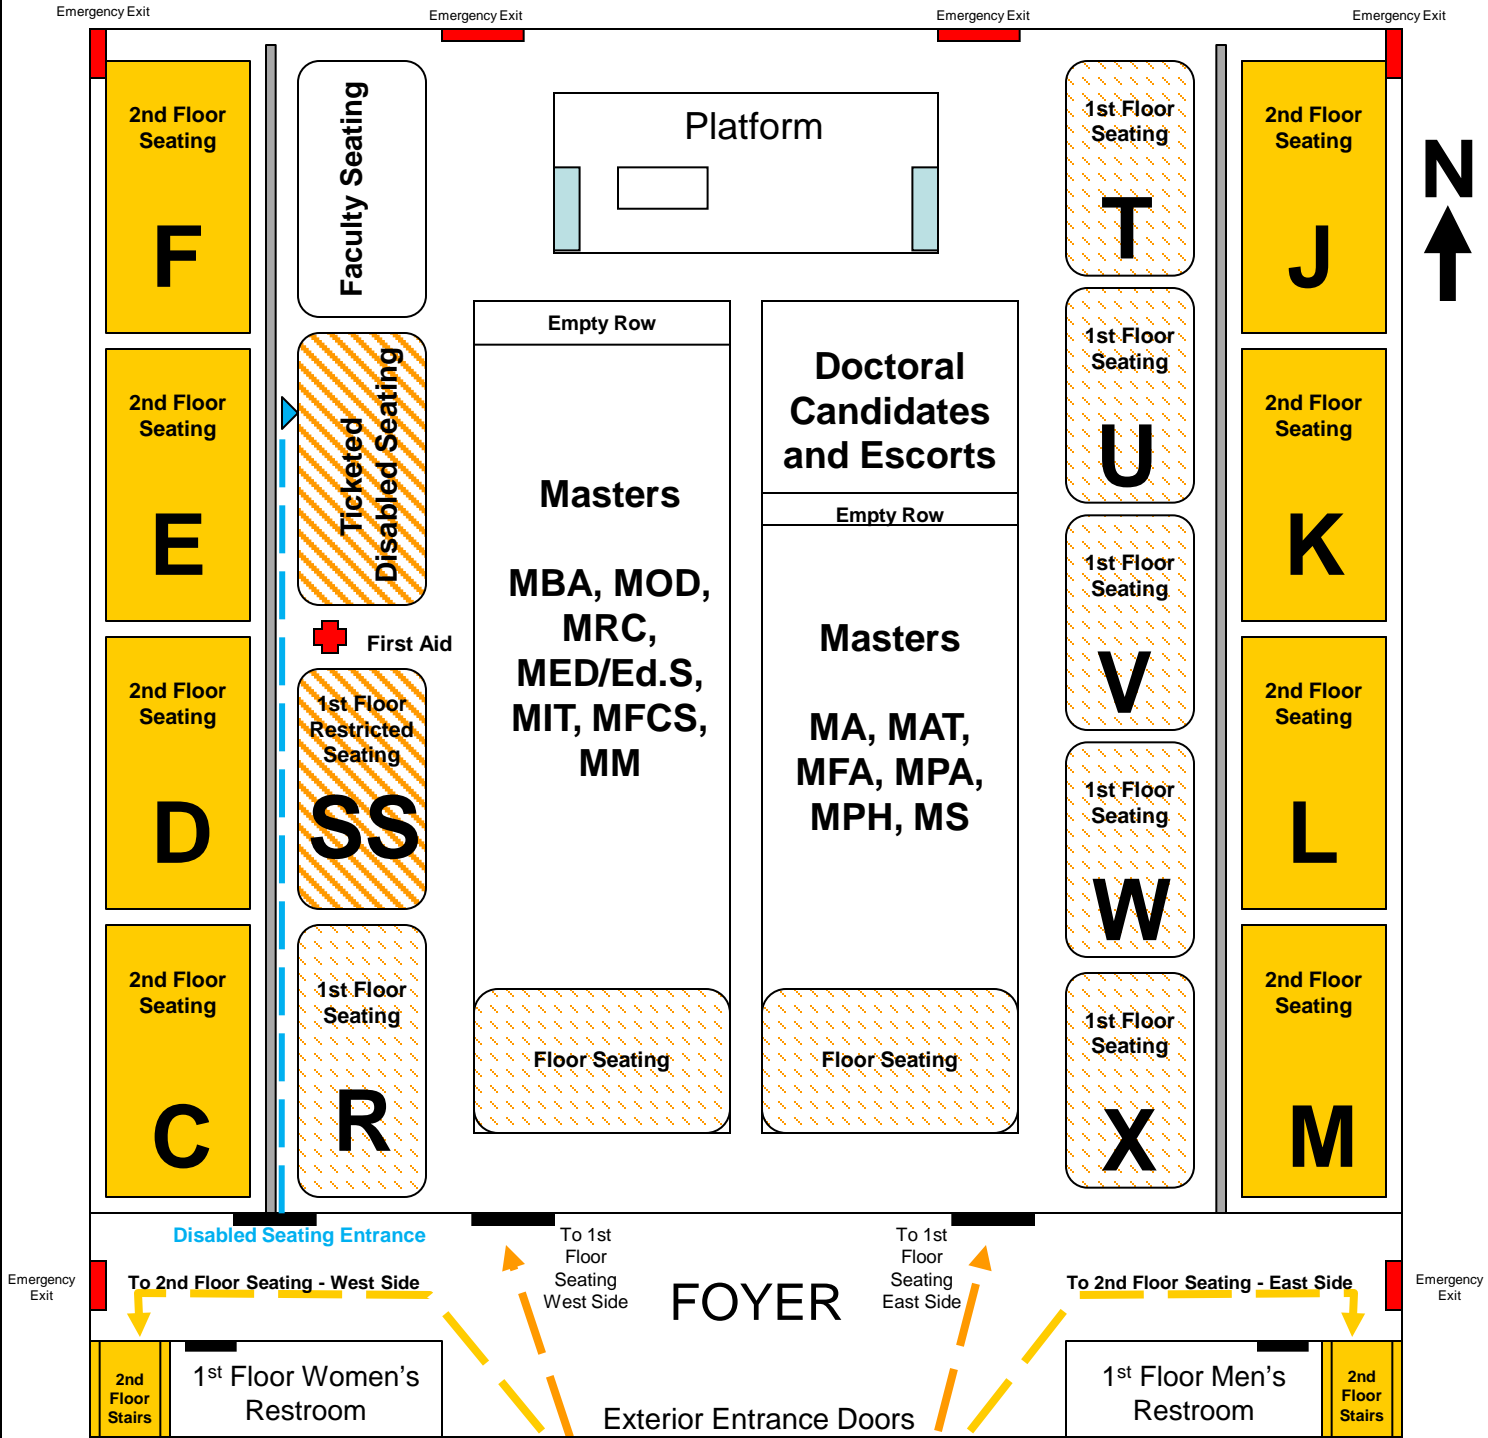 Emergency Exit
Emergency Exit
Emergency Exit
Emergency Exit
2nd Floor
Seating
F
2nd Floor
Seating
E
2nd Floor
Seating
D
2nd Floor
Seating
C
Faculty Seating
Ticketed
Disabled Seating
First Aid
1st Floor
Restricted
Seating
SS
1st Floor
Seating
R
Platform
Empty Row
Masters
MBA, MOD,
MRC,
MED/Ed.S,
MIT, MFCS,
MM
Floor Seating
Doctoral
Candidates
and Escorts
Empty Row
Masters
MA, MAT,
MFA, MPA,
MPH, MS
Floor Seating
1st Floor
Seating
T
1st Floor
Seating
U
1st Floor
Seating
V
1st Floor
Seating
W
1st Floor
Seating
X
2nd Floor
Seating
J
2nd Floor
Seating
K
2nd Floor
Seating
L
2nd Floor
Seating
M
N
Disabled Seating Entrance
To 1st
Floor
Seating
West Side
To 1st
Floor
Seating
East Side
Emergency
Exit
To 2nd Floor Seating - West Side
FOYER
To 2nd Floor Seating - East Side
Emergency
Exit
2nd
Floor
Stairs
1st Floor Women's
Restroom
Exterior Entrance Doors
1st Floor Men's
Restroom
2nd
Floor
Stairs